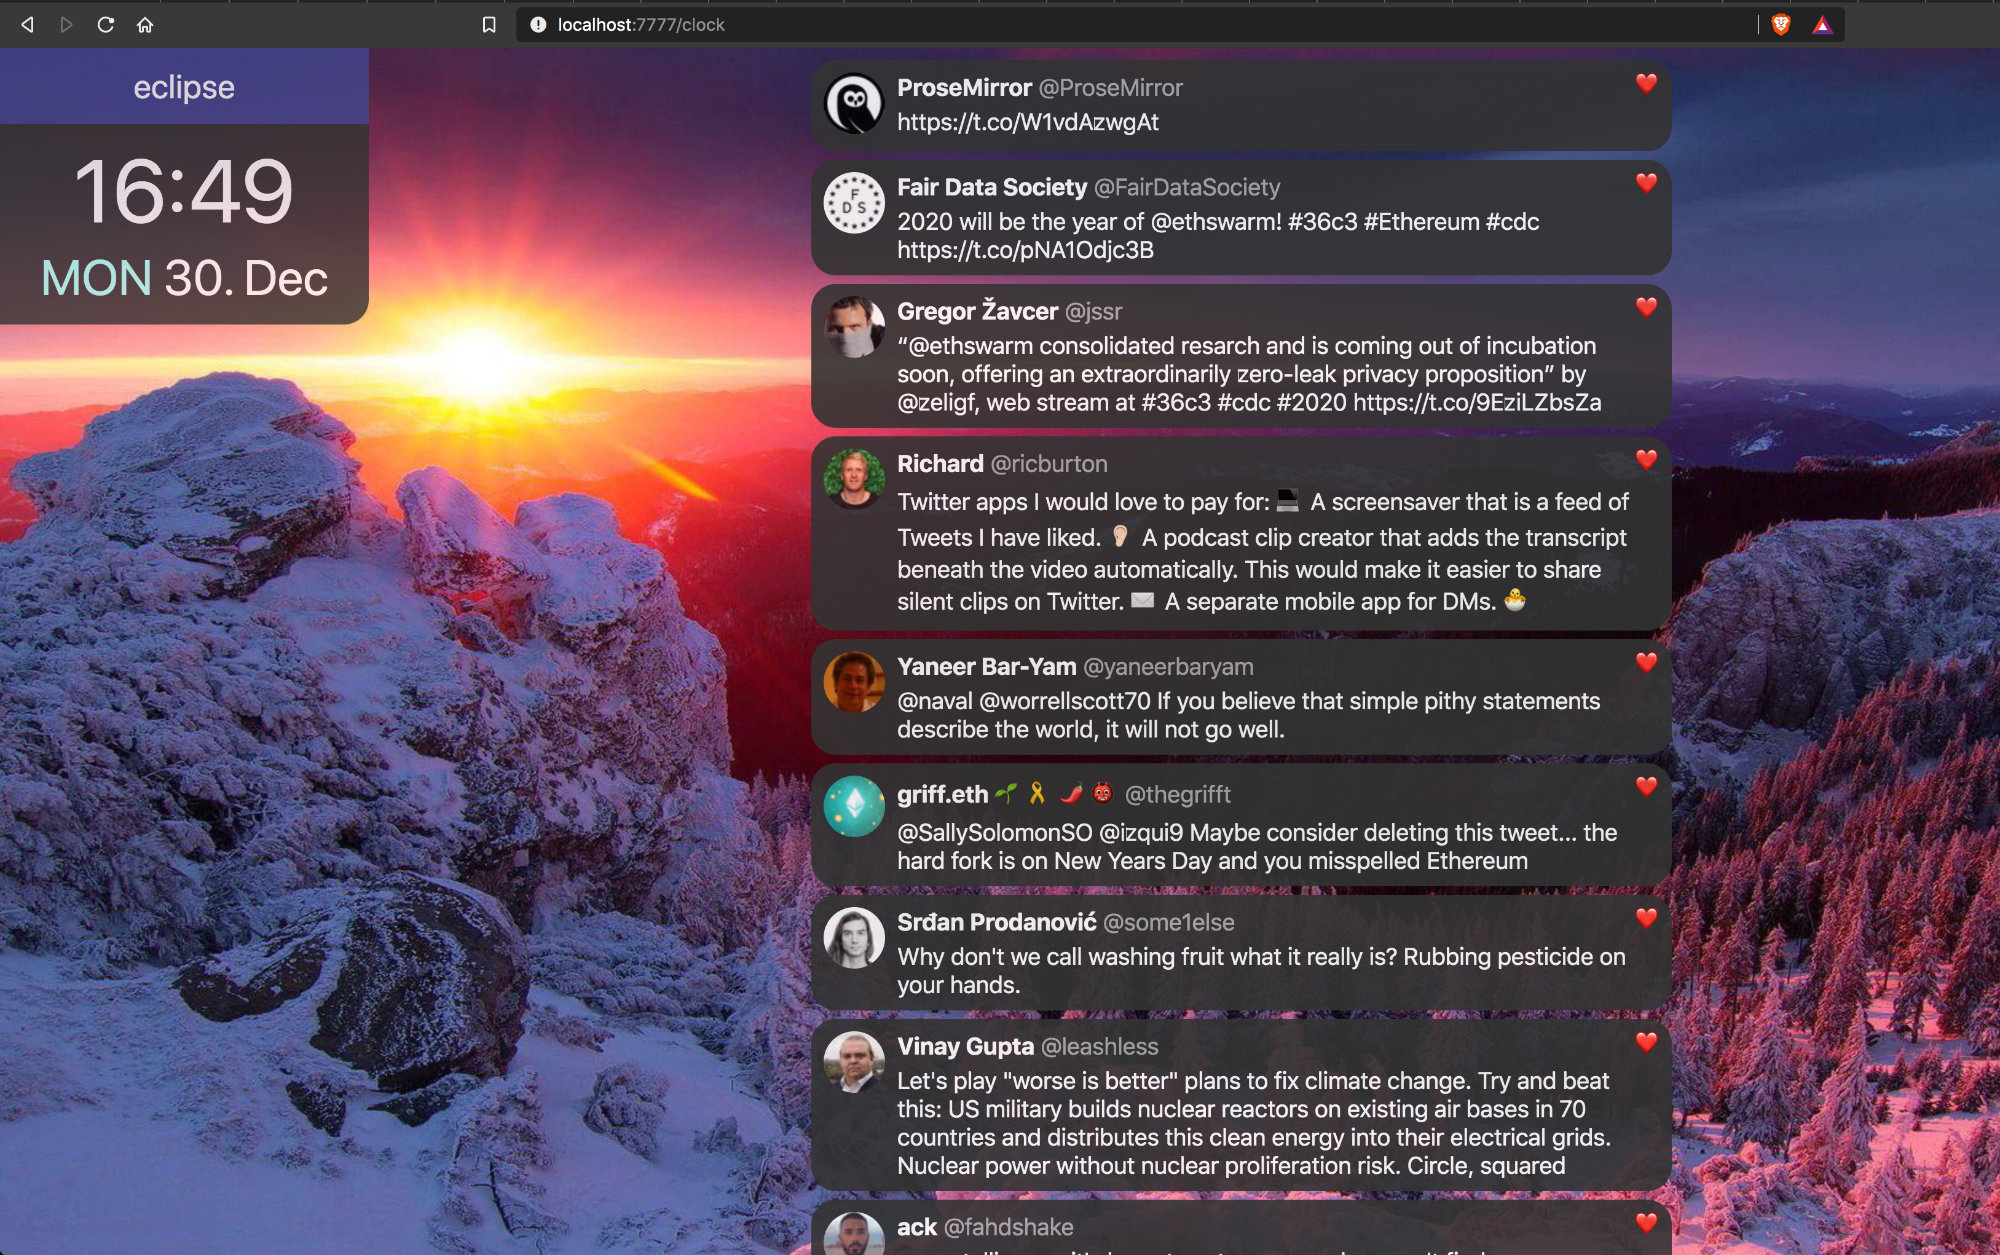 localhost:7777/clock
eclipse
16:49
MON 30. Dec
ProseMirror @ProseMirror
https://t.co/W1vdAzwgAt
F
D S
Fair Data Society @FairDataSociety
2020 will be the year of @ethswarm! #36c3 #Ethereum #cdc
https://t.co/pNA1Odjc3B
Gregor Žavcer @jssr
“@ethswarm consolidated resarch and is coming out of incubation
soon, offering an extraordinarily zero-leak privacy proposition” by
@zeligf, web stream at #36c3 #cdc #2020 https://t.co/9EziLZbsZa
Richard @ricburton
Twitter apps I would love to pay for: 💻 A screensaver that is a feed of
Tweets I have liked. 👂🏻 A podcast clip creator that adds the transcript
beneath the video automatically. This would make it easier to share
silent clips on Twitter. ✉️ A separate mobile app for DMs. 🐣
Yaneer Bar-Yam @yaneerbaryam
@naval @worrellscott70 If you believe that simple pithy statements
describe the world, it will not go well.
griff.eth 🌱 🎗 🌶 👹 @thegrifft
@SallySolomonSO @izqui9 Maybe consider deleting this tweet... the
hard fork is on New Years Day and you misspelled Ethereum
Srđan Prodanović @some1else
Why don't we call washing fruit what it really is? Rubbing pesticide on
your hands.
Vinay Gupta @leashless
Let's play "worse is better" plans to fix climate change. Try and beat
this: US military builds nuclear reactors on existing air bases in 70
countries and distributes this clean energy into their electrical grids.
Nuclear power without nuclear proliferation risk. Circle, squared
ack @fahdshake